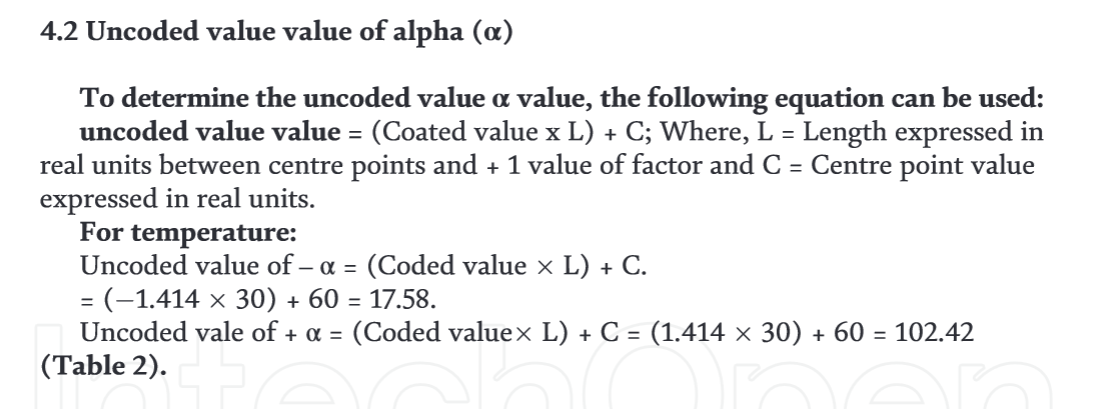 4.2 Uncoded value value of alpha (α)
To determine the uncoded value α value, the following equation can be used:
uncoded value value = (Coated value x L) + C; Where, L = Length expressed in
real units between centre points and + 1 value of factor and C = Centre point value
expressed in real units.
For temperature:
Uncoded value of – α = (Coded value × L) + C.
= (−1.414 × 30) + 60 = 17.58.
Uncoded vale of + α = (Coded value× L) + C = (1.414 × 30) + 60 = 102.42
(Table 2).
IntechOpen